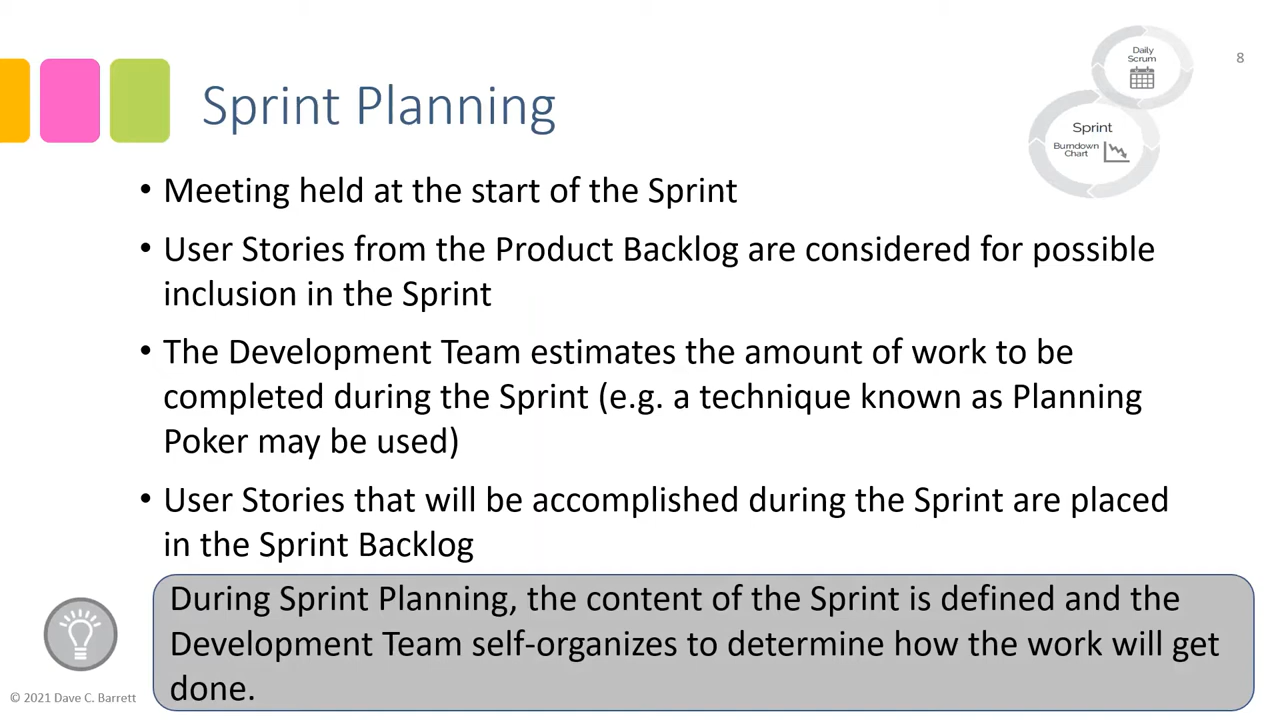 Daily
Scrum
8
Sprint Planning
Sprint
Burndown
Chart
• Meeting held at the start of the Sprint
• User Stories from the Product Backlog are considered for possible
inclusion in the Sprint
• The Development Team estimates the amount of work to be
completed during the Sprint (e.g. a technique known as Planning
Poker may be used)
• User Stories that will be accomplished during the Sprint are placed
in the Sprint Backlog
During Sprint Planning, the content of the Sprint is defined and the
Development Team self-organizes to determine how the work will get
done.
© 2021 Dave C. Barrett